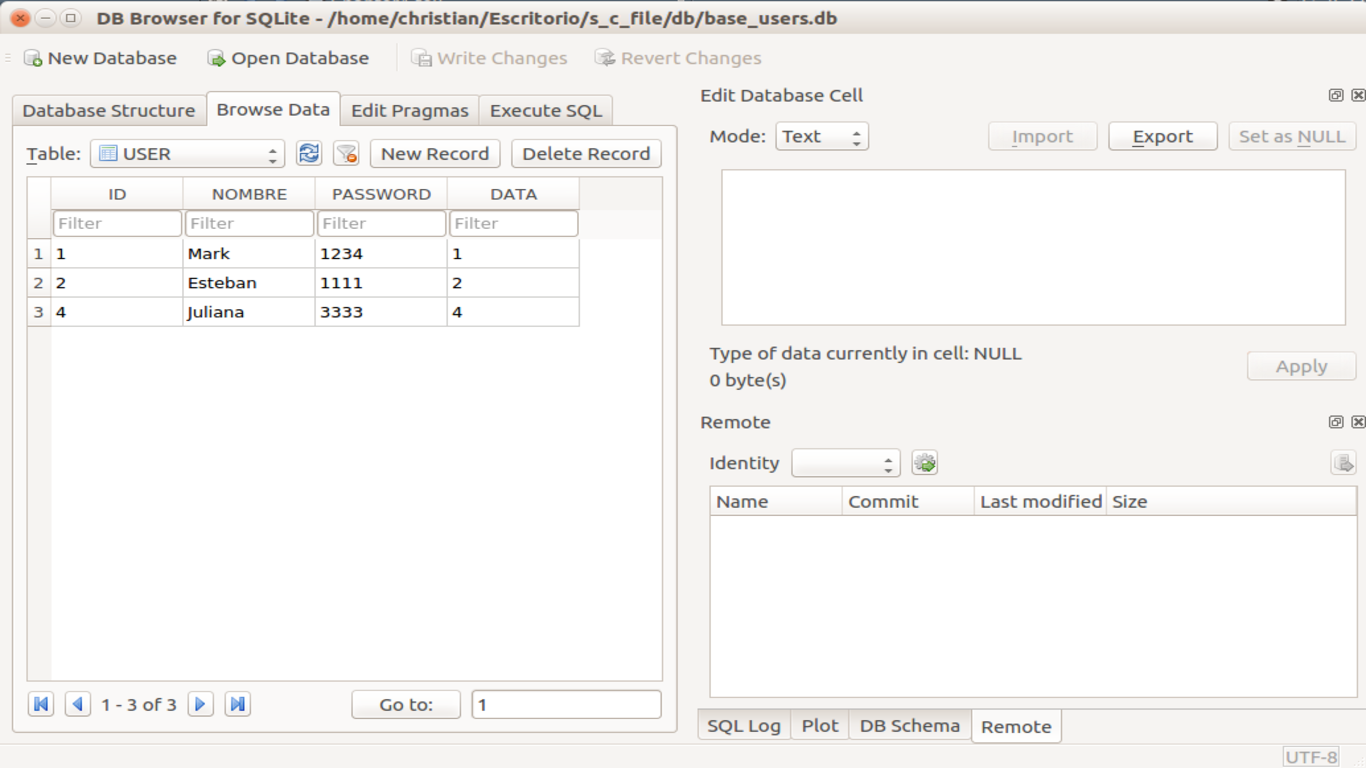 DB Browser for SQLite - /home/christian/Escritorio/s_c_file/db/base_users.db
New Database Open Database Write Changes Revert Changes
Database Structure Browse Data Edit Pragmas Execute SQL
Table: USER New Record Delete Record
ID NOMBRE PASSWORD DATA
Filter Filter Filter Filter
1 1 Mark 1234 1
2 2 Esteban 1111 2
3 4 Juliana 3333 4
1 - 3 of 3 Go to: 1
Edit Database Cell
Mode: Text Import Export Set as NULL
Type of data currently in cell: NULL
0 byte(s)
Apply
Remote
Identity
Name Commit Last modified Size
SQL Log Plot DB Schema Remote
UTF-8